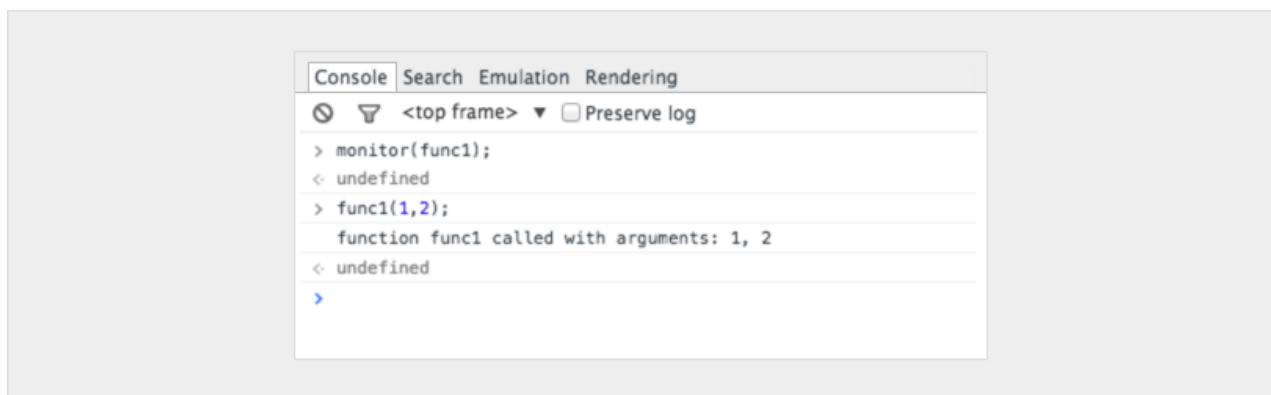 Console Search Emulation Rendering
<top frame> ▼ Preserve log
> monitor(func1);
<· undefined
> func1(1,2);
function func1 called with arguments: 1, 2
<· undefined
>